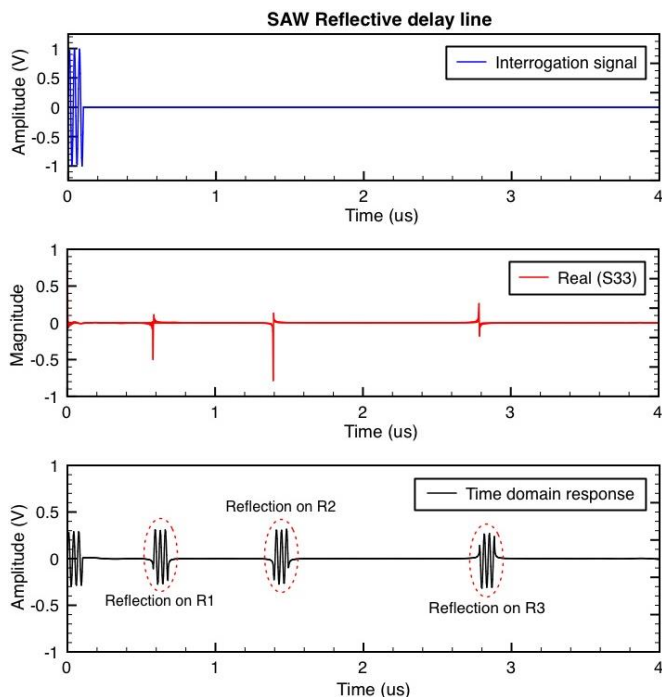 SAW Reflective delay line
Amplitude (V)
1
0.5
0
-0.5
-1
Interrogation signal
0 1 2 3 4
Time (us)
Magnitude
1
0.5
0
-0.5
-1
Real (S33)
0 1 2 3 4
Time (us)
Amplitude (V)
1
0.5
0
-0.5
-1
Time domain response
Reflection on R2
Reflection on R1
Reflection on R3
0 1 2 3 4
Time (us)